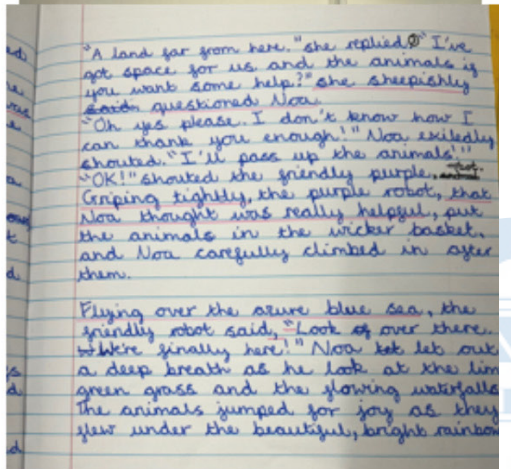 "A land far from here." she replied. "I've
got space for us and the animals if
you want some help?" she sheepishly
said questioned Noa.
"Oh yes please. I don't know how I
can thank you enough!" Noa exiledly
shouted. "I'll pass up the animals!"
"OK!" shouted the friendly purple,
Griping tightly, the purple robot, that
Noa thought was really helpful, put
the animals in the wicker basket.
and Noa carefully climbed in after
them.
Flying over the azure blue sea, the
friendly robot said, "Look of over there.
We're finally here!" Noa let out
a deep breath as he look at the lim
green grass and the flowing waterfalls
The animals jumped for joy as they
flew under the beautiful, bright rainbow